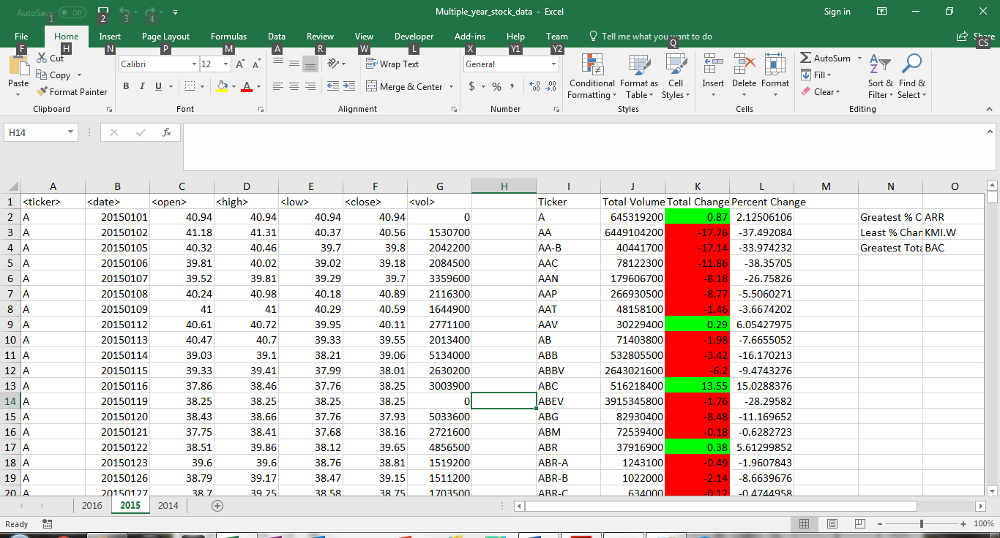 AutoSave Off Multiple_year_stock_data - Excel Sign in
1 2 3 4
File Home Insert Page Layout Formulas Data Review View Developer Add-ins Help Team Tell me what you want to do Share
F H N P M A R W L X Y1 Y2 Q CS
Paste Cut Copy Format Painter
Calibri 12
B I U A
Wrap Text
Merge & Center
General
$ % ,
Conditional Formatting Format as Table Cell Styles
Insert Delete Format
AutoSum Fill Clear
Sort & Filter Find & Select
Clipboard Font Alignment Number Styles Cells Editing
H14 fx
A B C D E F G H I J K L M N O
1 <ticker> <date> <open> <high> <low> <close> <vol> Ticker Total Volume Total Change Percent Change
2 A 20150101 40.94 40.94 40.94 40.94 0 A 645319200 0.87 2.12506106 Greatest % C ARR
3 A 20150102 41.18 41.31 40.37 40.56 1530700 AA 6449104200 -17.76 -37.492084 Least % Chan KMI.W
4 A 20150105 40.32 40.46 39.7 39.8 2042200 AA-B 40441700 -17.14 -33.974232 Greatest Tota BAC
5 A 20150106 39.81 40.02 39.02 39.18 2084500 AAC 78122300 -11.86 -38.35705
6 A 20150107 39.52 39.81 39.29 39.7 3359600 AAN 179606700 -8.18 -26.75826
7 A 20150108 40.24 40.98 40.18 40.89 2116300 AAP 266930500 -8.77 -5.5060271
8 A 20150109 41 41 40.29 40.59 1644900 AAT 48158100 -1.46 -3.6674202
9 A 20150112 40.61 40.72 39.95 40.11 2771100 AAV 30229400 0.29 6.05427975
10 A 20150113 40.47 40.7 39.33 39.55 2013400 AB 71403800 -1.98 -7.6655052
11 A 20150114 39.03 39.1 38.21 39.06 5134000 ABB 532805500 -3.42 -16.170213
12 A 20150115 39.33 39.41 37.99 38.01 2630200 ABBV 2643021600 -6.2 -9.4743276
13 A 20150116 37.86 38.46 37.76 38.25 3003900 ABC 516218400 13.55 15.0288376
14 A 20150119 38.25 38.25 38.25 38.25 0 ABEV 3915345800 -1.76 -28.29582
15 A 20150120 38.43 38.66 37.76 37.93 5033600 ABG 82930400 -8.48 -11.169652
16 A 20150121 37.75 38.41 37.68 38.16 2721600 ABM 72539400 -0.18 -0.6282723
17 A 20150122 38.51 39.86 38.12 39.65 4856500 ABR 37916900 0.38 5.61299852
18 A 20150123 39.6 39.6 38.76 38.81 1519200 ABR-A 1243100 -0.49 -1.9607843
19 A 20150126 38.79 39.17 38.47 39.15 1511200 ABR-B 1022000 -2.14 -8.6639676
20 A 20150127 38.7 39.25 38.58 38.75 1703500 ABR-C 634000 -0.12 -0.4744958
2016 2015 2014
Ready 100%